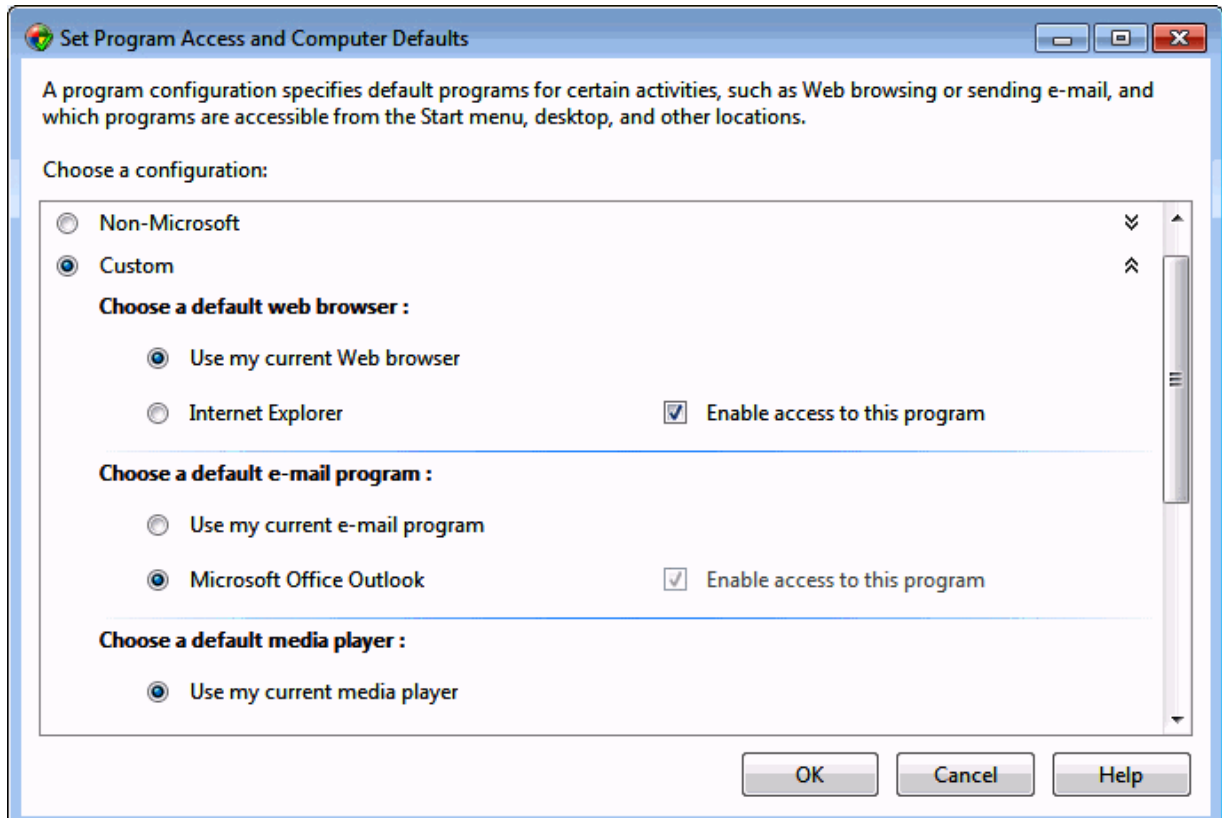 Set Program Access and Computer Defaults
A program configuration specifies default programs for certain activities, such as Web browsing or sending e-mail, and
which programs are accessible from the Start menu, desktop, and other locations.
Choose a configuration:
Non-Microsoft
Custom
Choose a default web browser :
Use my current Web browser
Internet Explorer Enable access to this program
Choose a default e-mail program :
Use my current e-mail program
Microsoft Office Outlook Enable access to this program
Choose a default media player :
Use my current media player
OK Cancel Help